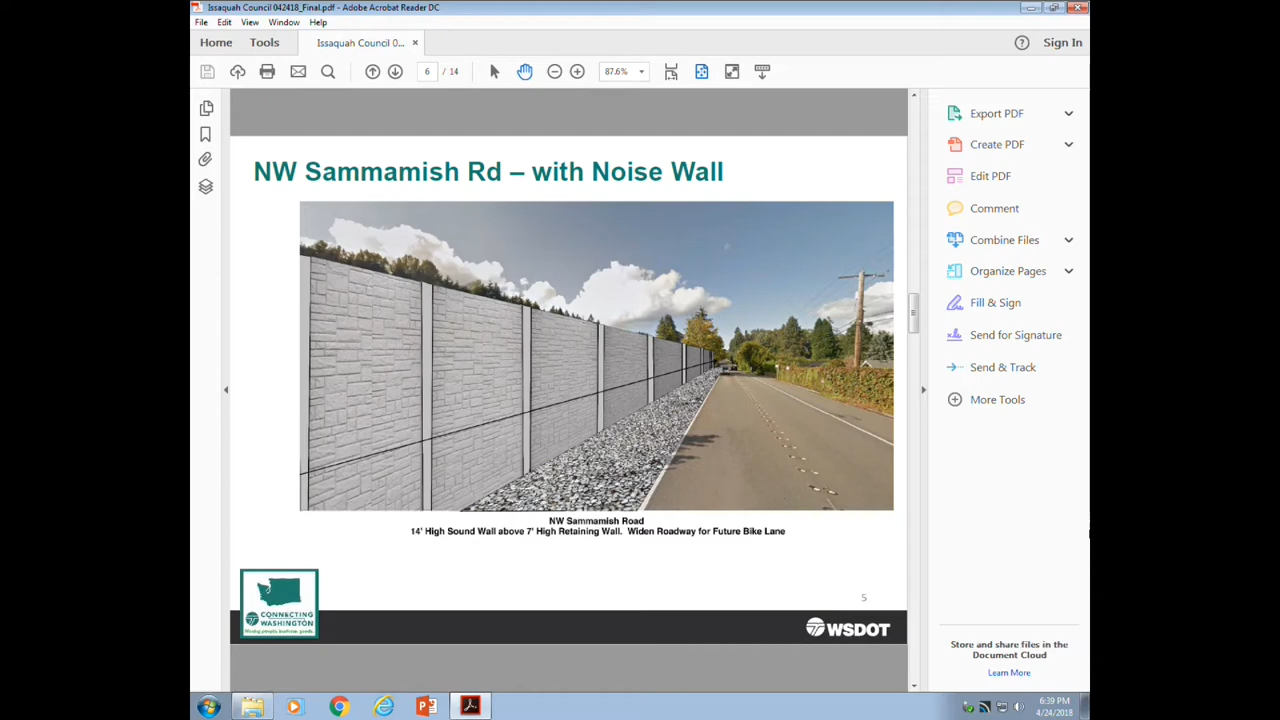 Issaquah Council 042418_Final.pdf - Adobe Acrobat Reader DC
File Edit View Window Help
Home Tools Issaquah Council 0... × ? Sign In
6 / 14 87.6%
Export PDF
Create PDF
Edit PDF
Comment
Combine Files
Organize Pages
Fill & Sign
Send for Signature
Send & Track
More Tools
NW Sammamish Rd – with Noise Wall
NW Sammamish Road
14' High Sound Wall above 7' High Retaining Wall. Widen Roadway for Future Bike Lane
5
CONNECTING
WASHINGTON
Moving people, business, goods.
WSDOT
Store and share files in the
Document Cloud
Learn More
6:39 PM
4/24/2018